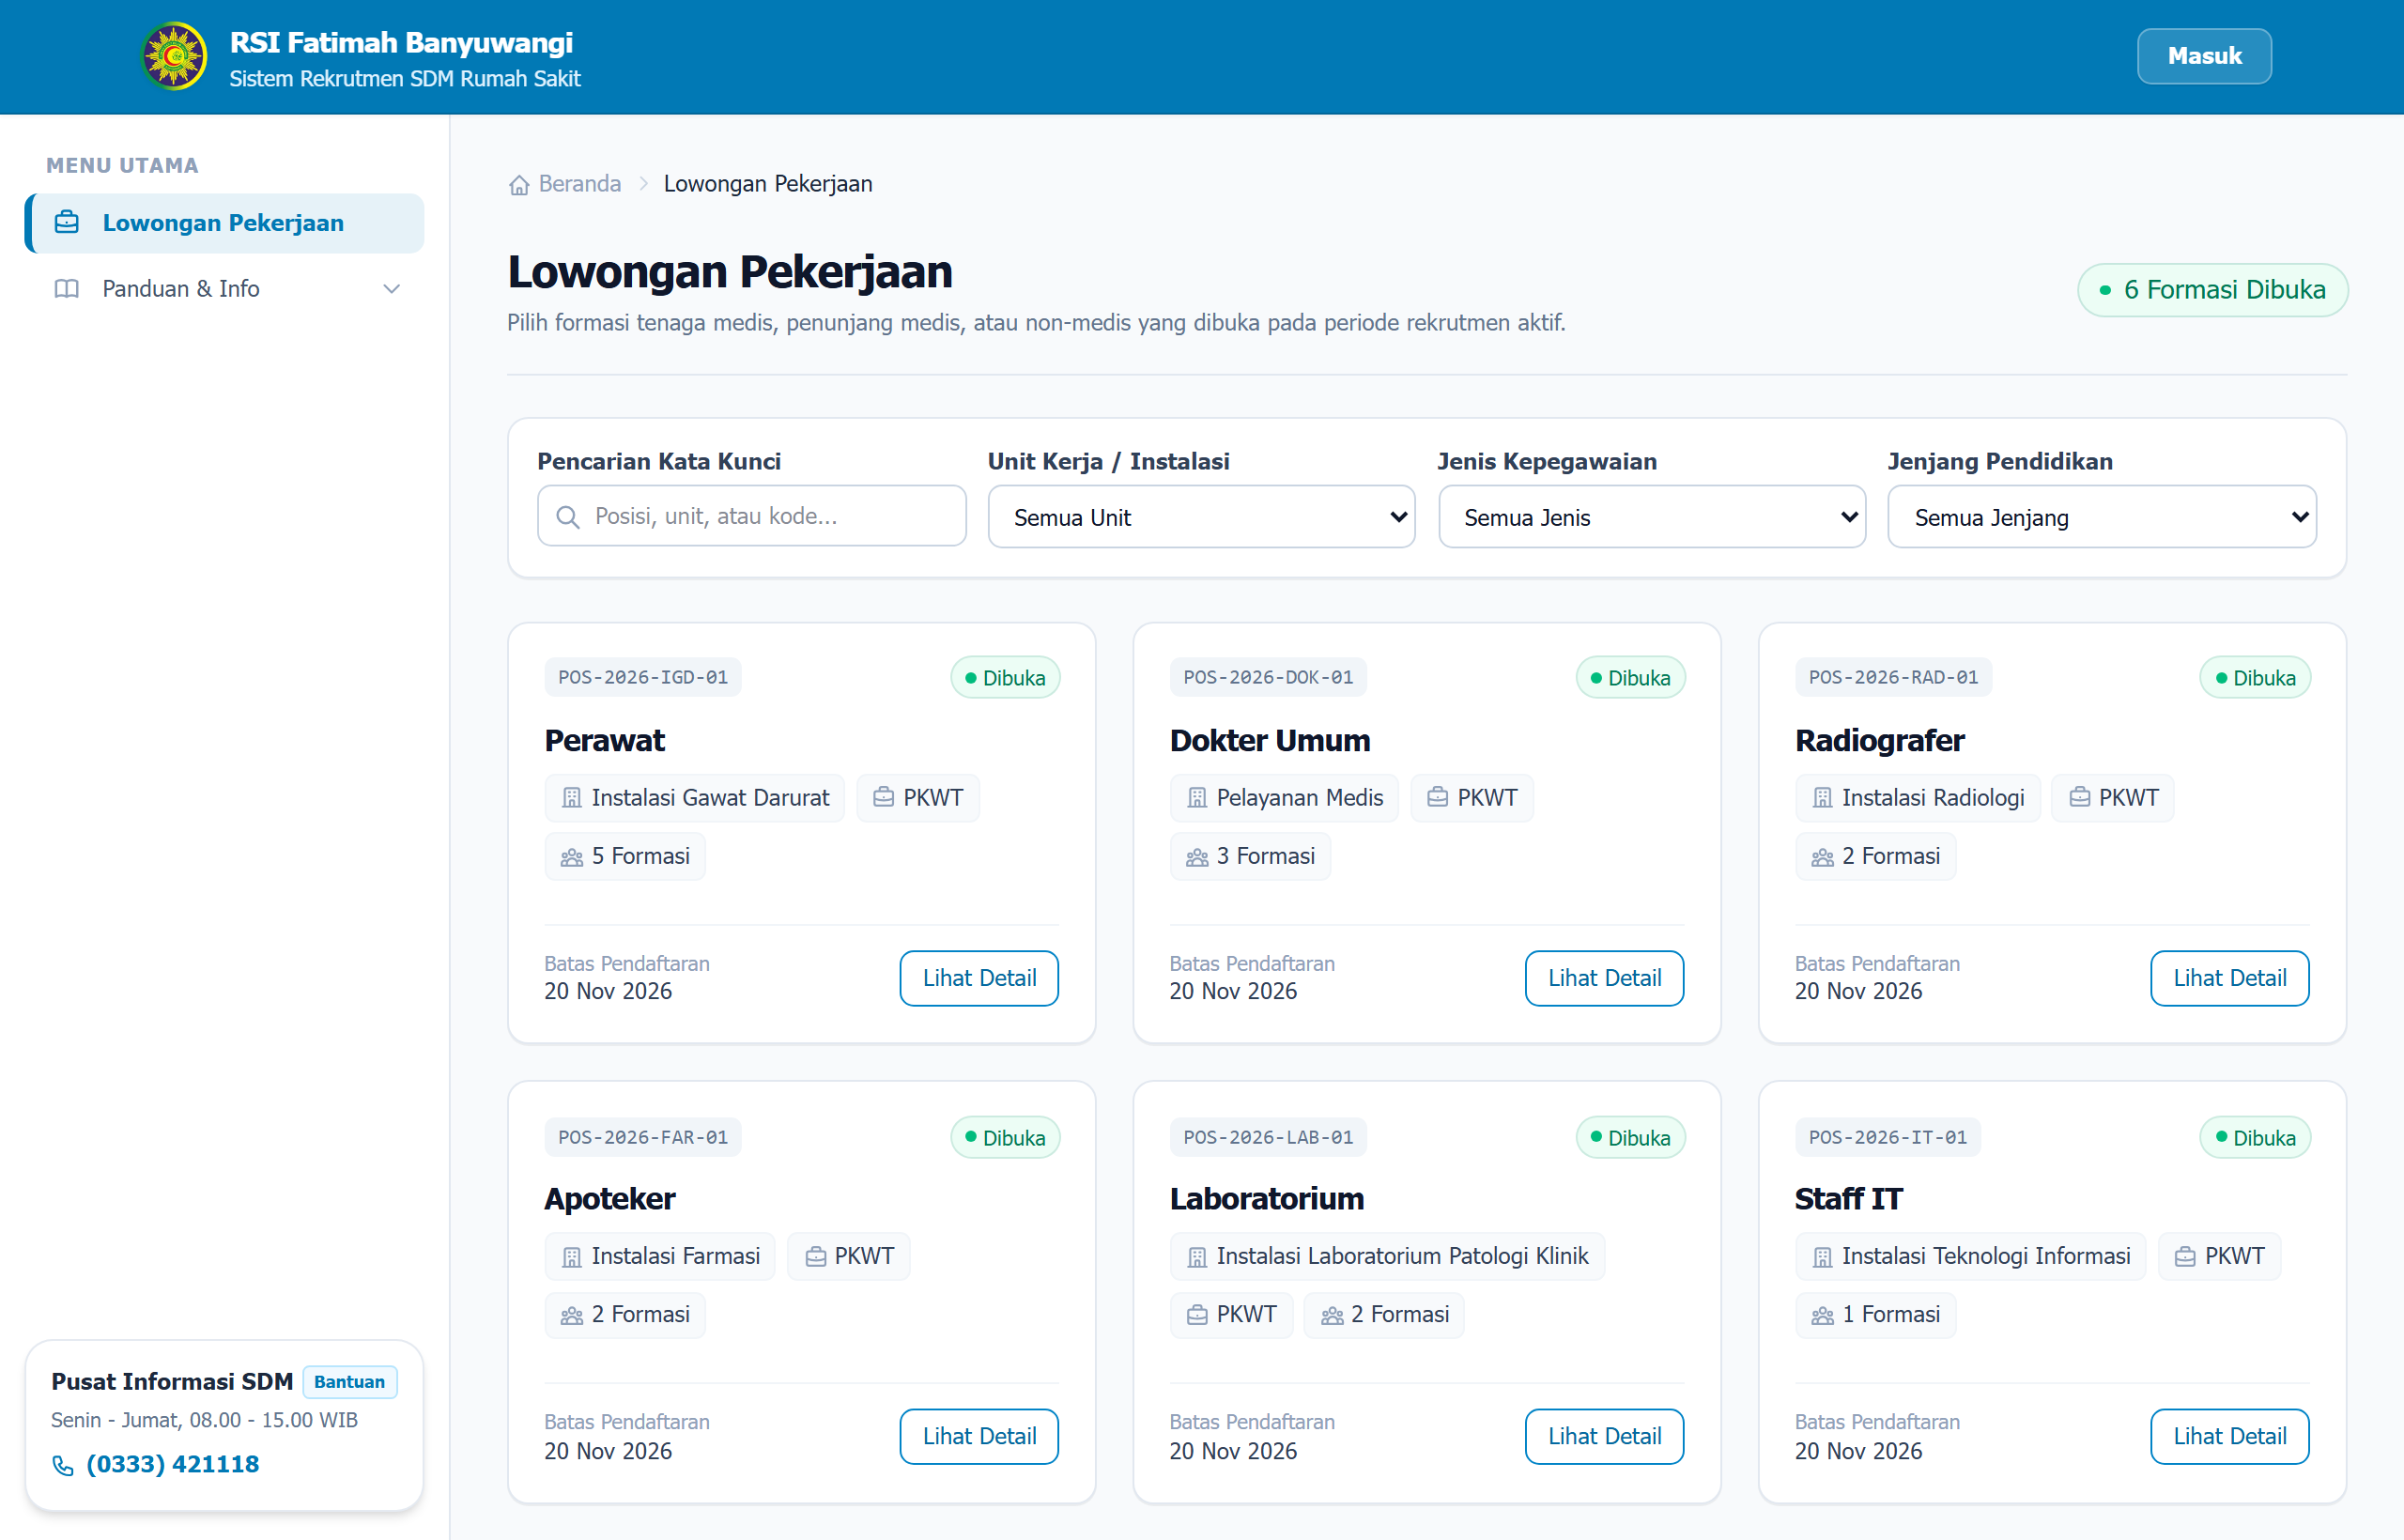 RSI Fatimah Banyuwangi
Sistem Rekrutmen SDM Rumah Sakit
Masuk
MENU UTAMA
Lowongan Pekerjaan
Panduan & Info
Pusat Informasi SDM Bantuan
Senin - Jumat, 08.00 - 15.00 WIB
(0333) 421118
Beranda Lowongan Pekerjaan
Lowongan Pekerjaan
Pilih formasi tenaga medis, penunjang medis, atau non-medis yang dibuka pada periode rekrutmen aktif.
6 Formasi Dibuka
Pencarian Kata Kunci
Posisi, unit, atau kode...
Unit Kerja / Instalasi
Semua Unit
Jenis Kepegawaian
Semua Jenis
Jenjang Pendidikan
Semua Jenjang
POS-2026-IGD-01 Dibuka
Perawat
Instalasi Gawat Darurat PKWT
5 Formasi
Batas Pendaftaran
20 Nov 2026
Lihat Detail
POS-2026-DOK-01 Dibuka
Dokter Umum
Pelayanan Medis PKWT
3 Formasi
Batas Pendaftaran
20 Nov 2026
Lihat Detail
POS-2026-RAD-01 Dibuka
Radiografer
Instalasi Radiologi PKWT
2 Formasi
Batas Pendaftaran
20 Nov 2026
Lihat Detail
POS-2026-FAR-01 Dibuka
Apoteker
Instalasi Farmasi PKWT
2 Formasi
Batas Pendaftaran
20 Nov 2026
Lihat Detail
POS-2026-LAB-01 Dibuka
Laboratorium
Instalasi Laboratorium Patologi Klinik
PKWT 2 Formasi
Batas Pendaftaran
20 Nov 2026
Lihat Detail
POS-2026-IT-01 Dibuka
Staff IT
Instalasi Teknologi Informasi PKWT
1 Formasi
Batas Pendaftaran
20 Nov 2026
Lihat Detail